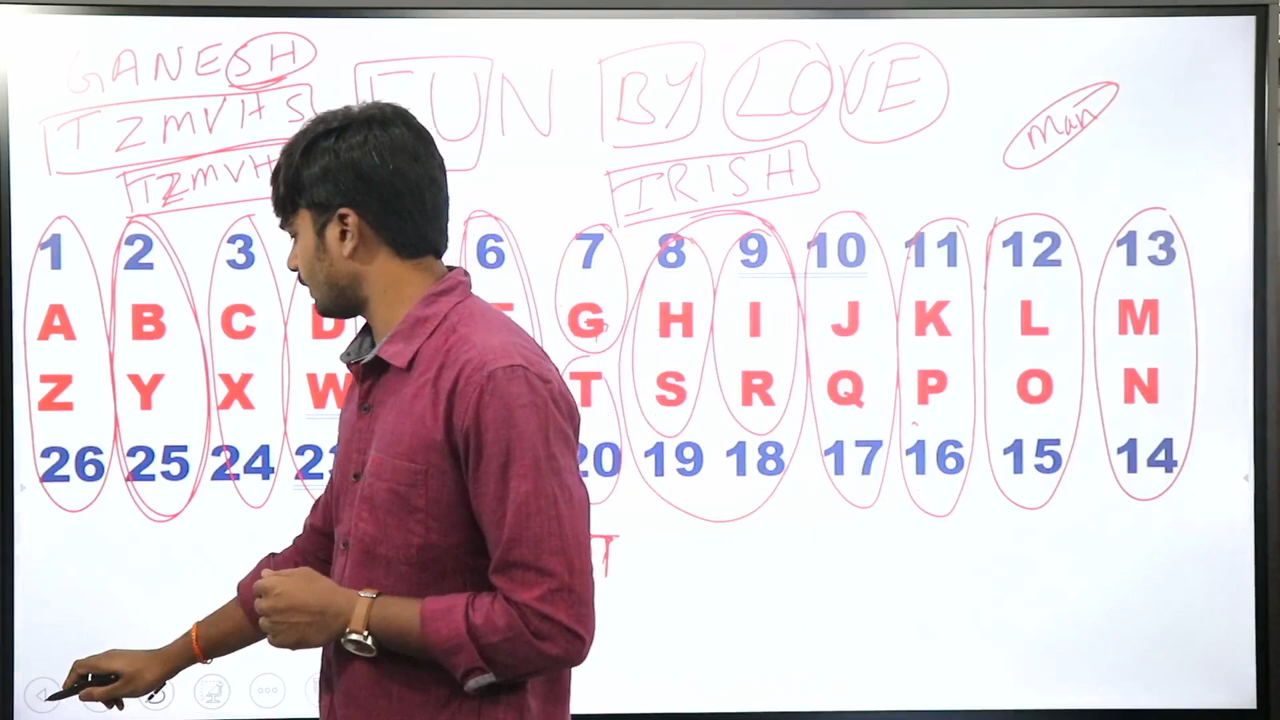 GANESH FUN BY LOVE
TZMVHS man
TZMVH IRISH
1 2 3 6 7 8 9 10 11 12 13
A B C D G H I J K L M
Z Y X W T S R Q P O N
26 25 24 23 20 19 18 17 16 15 14